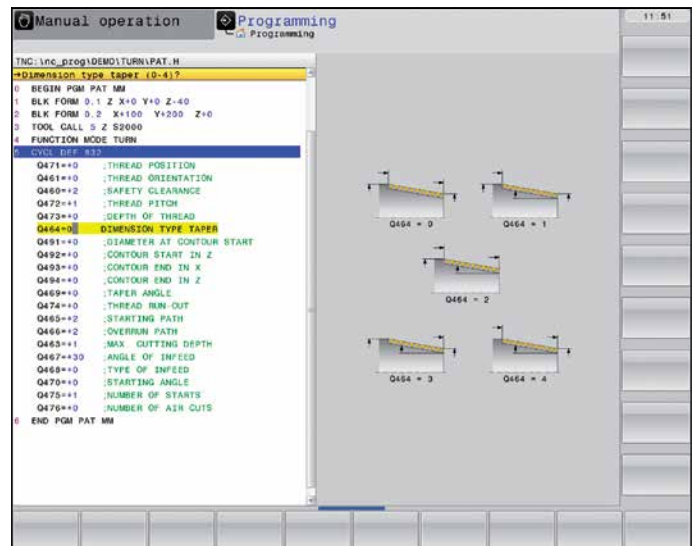 Manual operation
Programming
Programming
11:51
TNC:\nc_prog\DEMO\TURN\PAT.H
→Dimension type taper (0-4)?
0 BEGIN PGM PAT MM
1 BLK FORM 0.1 Z X+0 Y+0 Z-40
2 BLK FORM 0.2 X+100 Y+200 Z+0
3 TOOL CALL 5 Z S2000
4 FUNCTION MODE TURN
5 CYCL DEF 832
Q471=+0 ;THREAD POSITION
Q461=+0 ;THREAD ORIENTATION
Q460=+2 ;SAFETY CLEARANCE
Q472=+1 ;THREAD PITCH
Q473=+0 ;DEPTH OF THREAD
Q464=0 DIMENSION TYPE TAPER
Q491=+0 ;DIAMETER AT CONTOUR START
Q492=+0 ;CONTOUR START IN Z
Q493=+0 ;CONTOUR END IN X
Q494=+0 ;CONTOUR END IN Z
Q469=+0 ;TAPER ANGLE
Q474=+0 ;THREAD RUN-OUT
Q465=+2 ;STARTING PATH
Q466=+2 ;OVERRUN PATH
Q463=+1 ;MAX. CUTTING DEPTH
Q467=+30 ;ANGLE OF INFEED
Q468=+0 ;TYPE OF INFEED
Q470=+0 ;STARTING ANGLE
Q475=+1 ;NUMBER OF STARTS
Q476=+0 ;NUMBER OF AIR CUTS
6 END PGM PAT MM
Q464 = 0
Q464 = 1
Q464 = 2
Q464 = 3
Q464 = 4